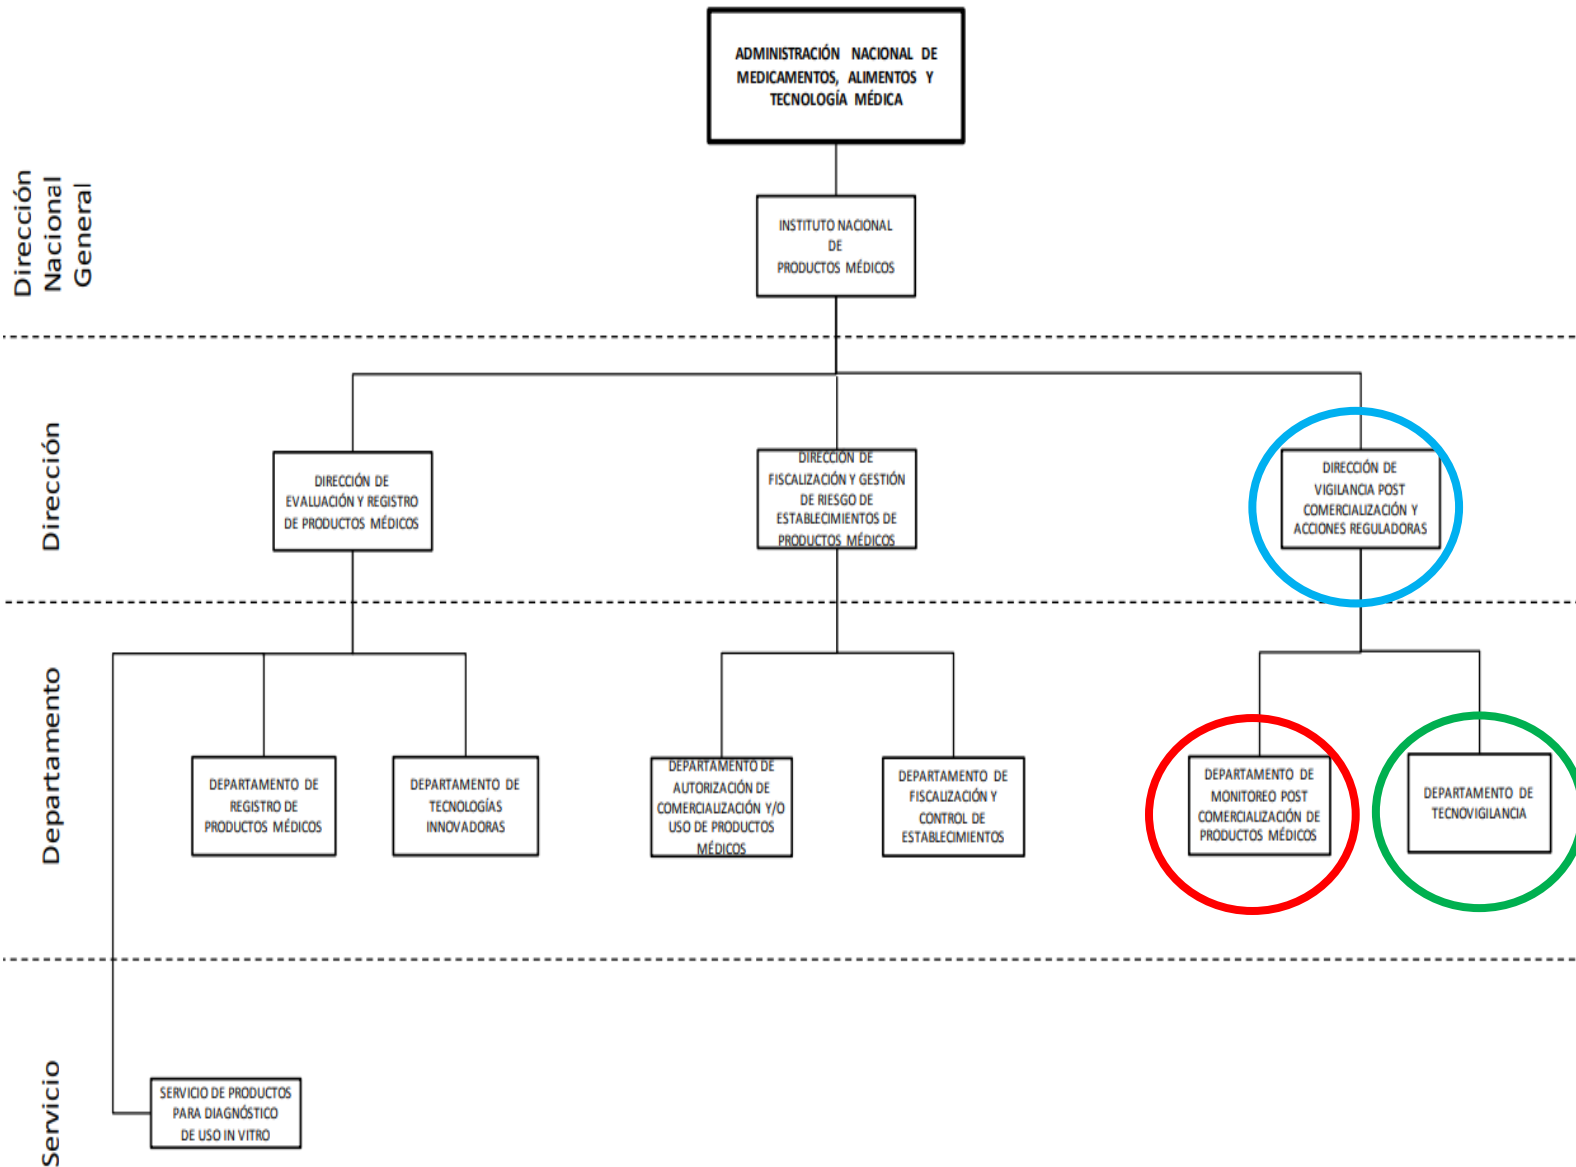 ADMINISTRACIÓN NACIONAL DE
MEDICAMENTOS, ALIMENTOS Y
TECNOLOGÍA MÉDICA
Dirección
Nacional
General
INSTITUTO NACIONAL
DE
PRODUCTOS MÉDICOS
Dirección
DIRECCIÓN DE
EVALUACIÓN Y REGISTRO
DE PRODUCTOS MÉDICOS
DIRECCIÓN DE
FISCALIZACIÓN Y GESTIÓN
DE RIESGO DE
ESTABLECIMIENTOS DE
PRODUCTOS MÉDICOS
DIRECCIÓN DE
VIGILANCIA POST
COMERCIALIZACIÓN Y
ACCIONES REGULADORAS
Departamento
DEPARTAMENTO DE
REGISTRO DE
PRODUCTOS MÉDICOS
DEPARTAMENTO DE
TECNOLOGÍAS
INNOVADORAS
DEPARTAMENTO DE
AUTORIZACIÓN DE
COMERCIALIZACIÓN Y/O
USO DE PRODUCTOS
MÉDICOS
DEPARTAMENTO DE
FISCALIZACIÓN Y
CONTROL DE
ESTABLECIMIENTOS
DEPARTAMENTO DE
MONITOREO POST
COMERCIALIZACIÓN DE
PRODUCTOS MÉDICOS
DEPARTAMENTO DE
TECNOVIGILANCIA
Servicio
SERVICIO DE PRODUCTOS
PARA DIAGNÓSTICO
DE USO IN VITRO